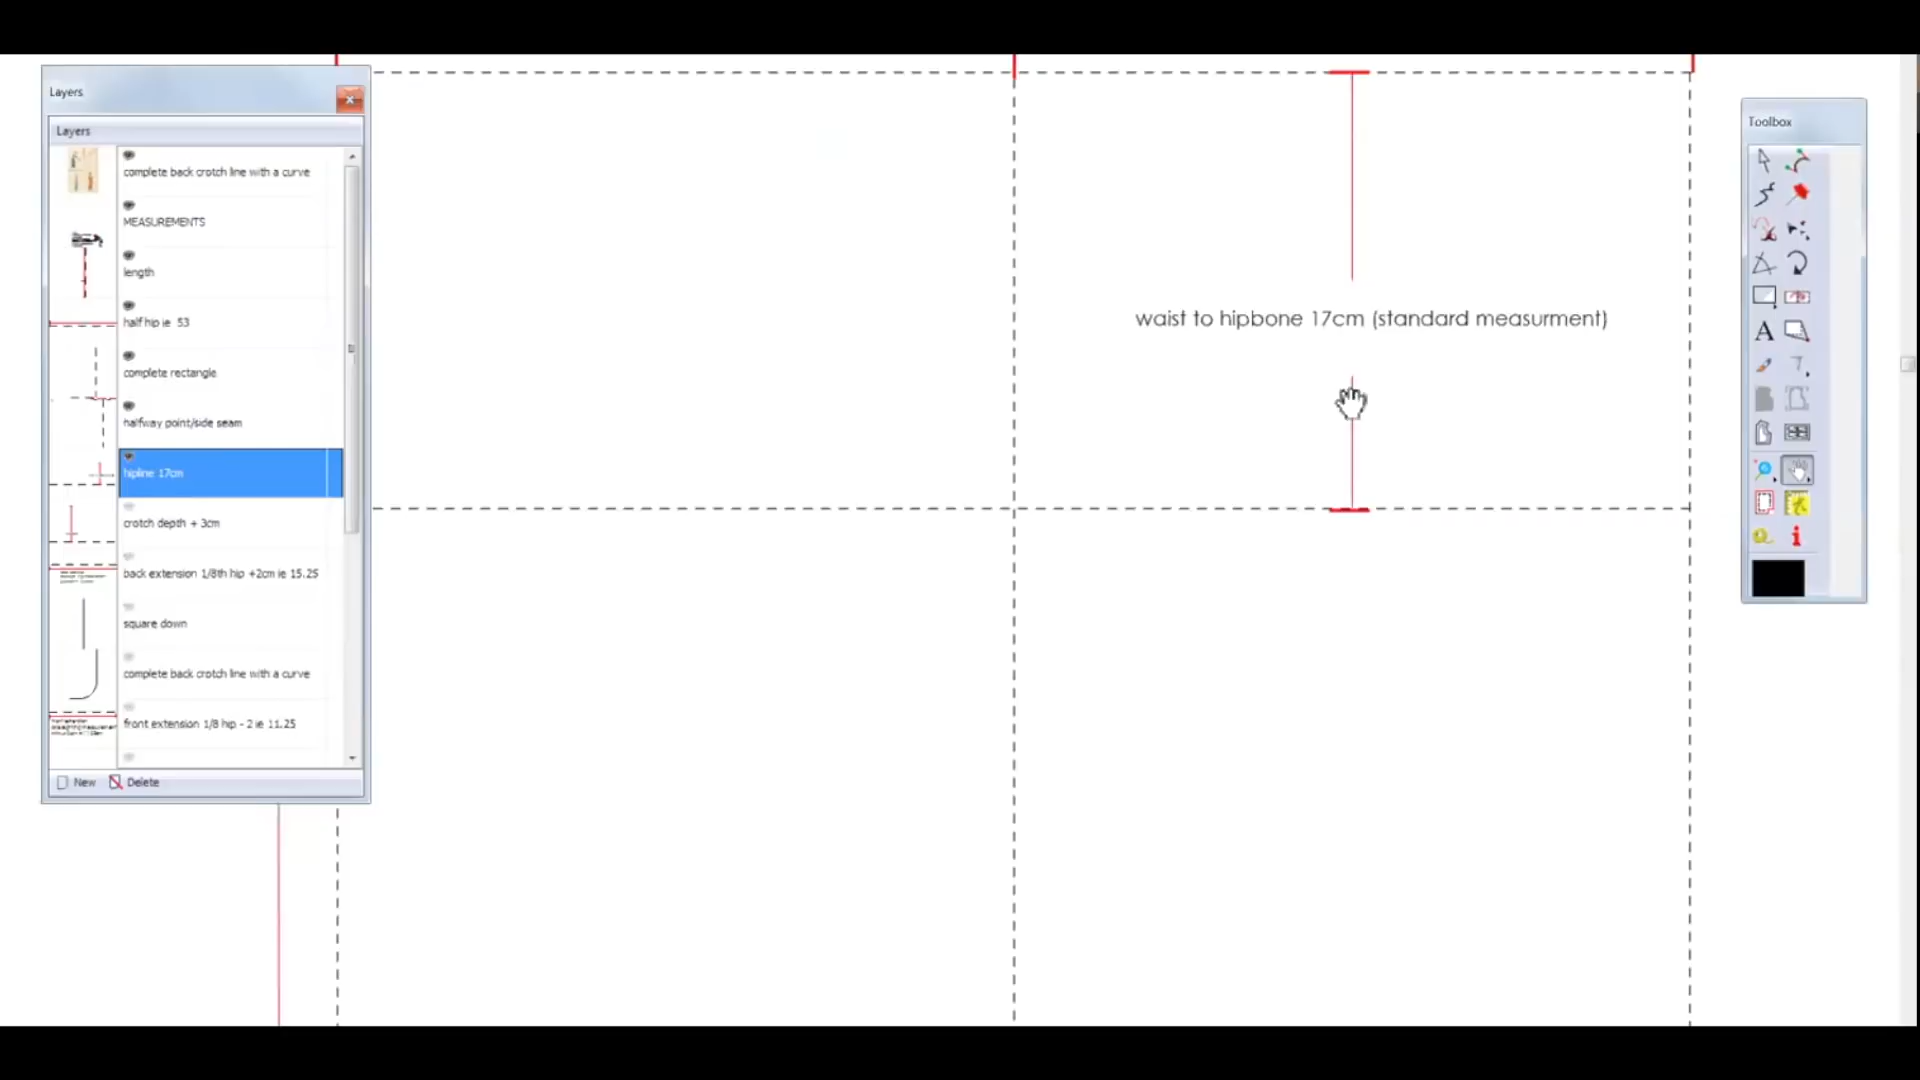 Layers
Layers
complete back crotch line with a curve
MEASUREMENTS
length
half hip ie 53
complete rectangle
halfway point/side seam
hipline 17cm
crotch depth + 3cm
back extension 1/8th hip +2cm ie 15.25
square down
complete back crotch line with a curve
front extension 1/8 hip - 2 ie 11.25
New Delete
waist to hipbone 17cm (standard measurment)
Toolbox